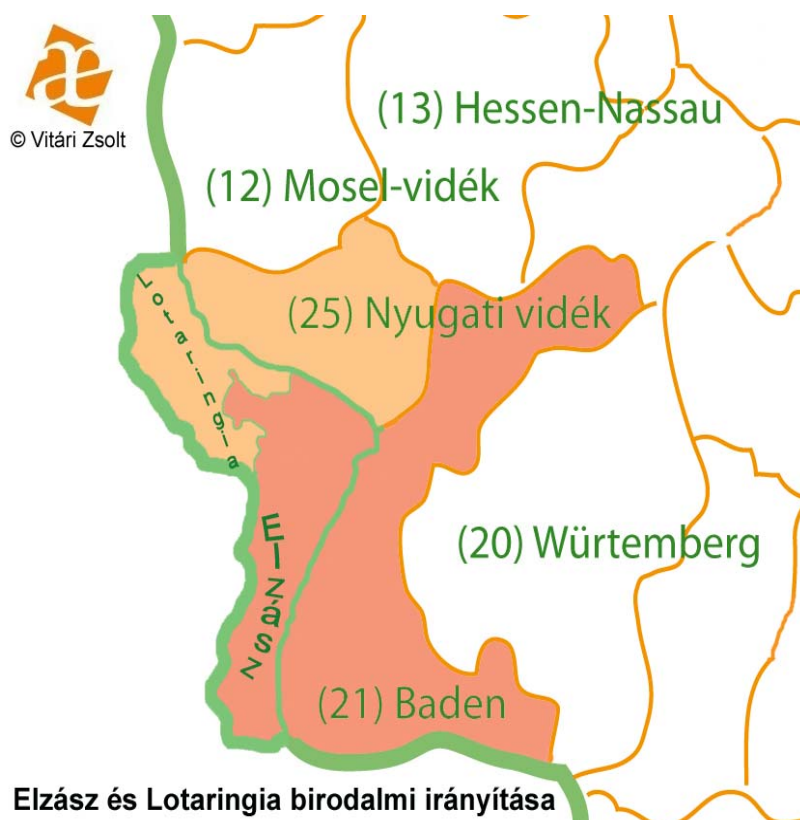 æ
© Vitári Zsolt
(13) Hessen-Nassau
(12) Mosel-vidék
Lotaringia
(25) Nyugati vidék
Elzász
(20) Würtemberg
(21) Baden
Elzász és Lotaringia birodalmi irányítása